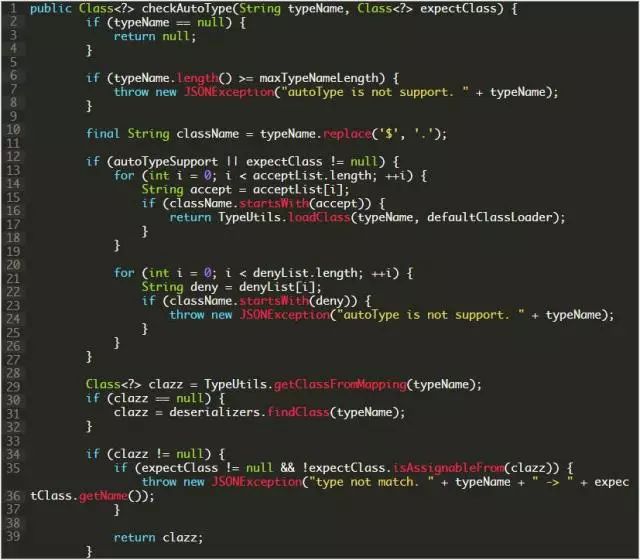 1 public Class<?> checkAutoType(String typeName, Class<?> expectClass) {
2 if (typeName == null) {
3 return null;
4 }
5
6 if (typeName.length() >= maxTypeNameLength) {
7 throw new JSONException("autoType is not support. " + typeName);
8 }
9
10 final String className = typeName.replace('$', '.');
11
12 if (autoTypeSupport || expectClass != null) {
13 for (int i = 0; i < acceptList.length; ++i) {
14 String accept = acceptList[i];
15 if (className.startsWith(accept)) {
16 return TypeUtils.loadClass(typeName, defaultClassLoader);
17 }
18 }
19
20 for (int i = 0; i < denyList.length; ++i) {
21 String deny = denyList[i];
22 if (className.startsWith(deny)) {
23 throw new JSONException("autoType is not support. " + typeName);
24 }
25 }
26 }
27
28 Class<?> clazz = TypeUtils.getClassFromMapping(typeName);
29 if (clazz == null) {
30 clazz = deserializers.findClass(typeName);
31 }
32
33 if (clazz != null) {
34 if (expectClass != null && !expectClass.isAssignableFrom(clazz)) {
35 throw new JSONException("type not match. " + typeName + " -> " + expec
36 tClass.getName());
37 }
38
39 return clazz;
}